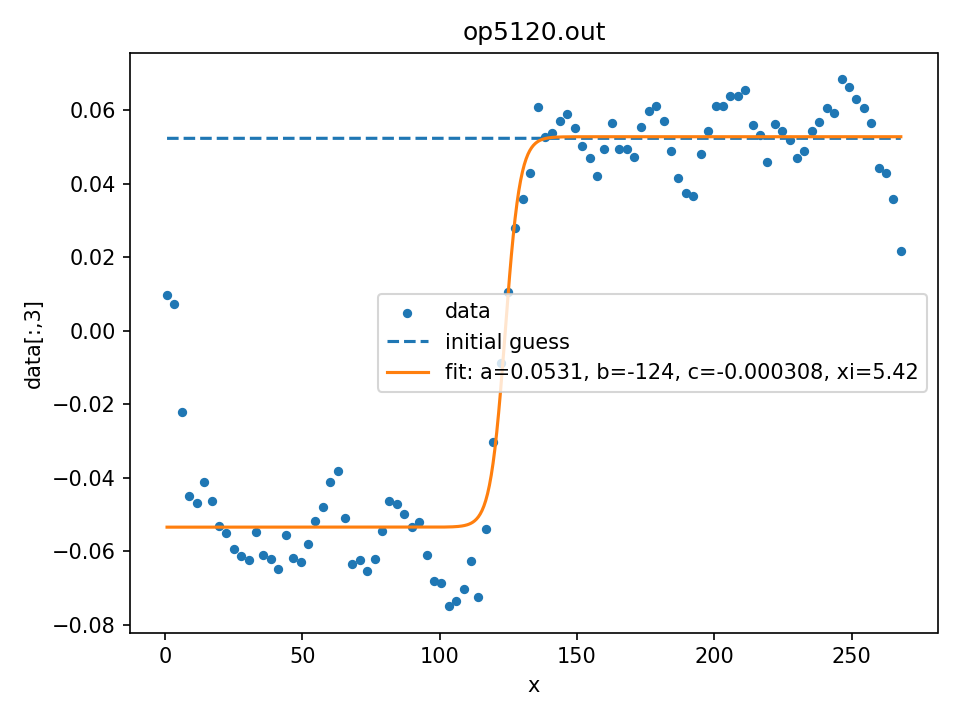 op5120.out
0.06
0.04
0.02
0.00
−0.02
−0.04
−0.06
−0.08
data[:,3]
data
initial guess
fit: a=0.0531, b=-124, c=-0.000308, xi=5.42
0 50 100 150 200 250
x